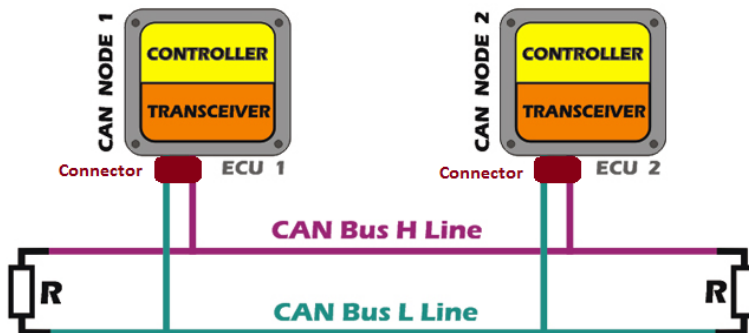 CAN NODE 1
CONTROLLER
TRANSCEIVER
Connector
ECU 1
CAN NODE 2
CONTROLLER
TRANSCEIVER
Connector
ECU 2
CAN Bus H Line
R
R
CAN Bus L Line